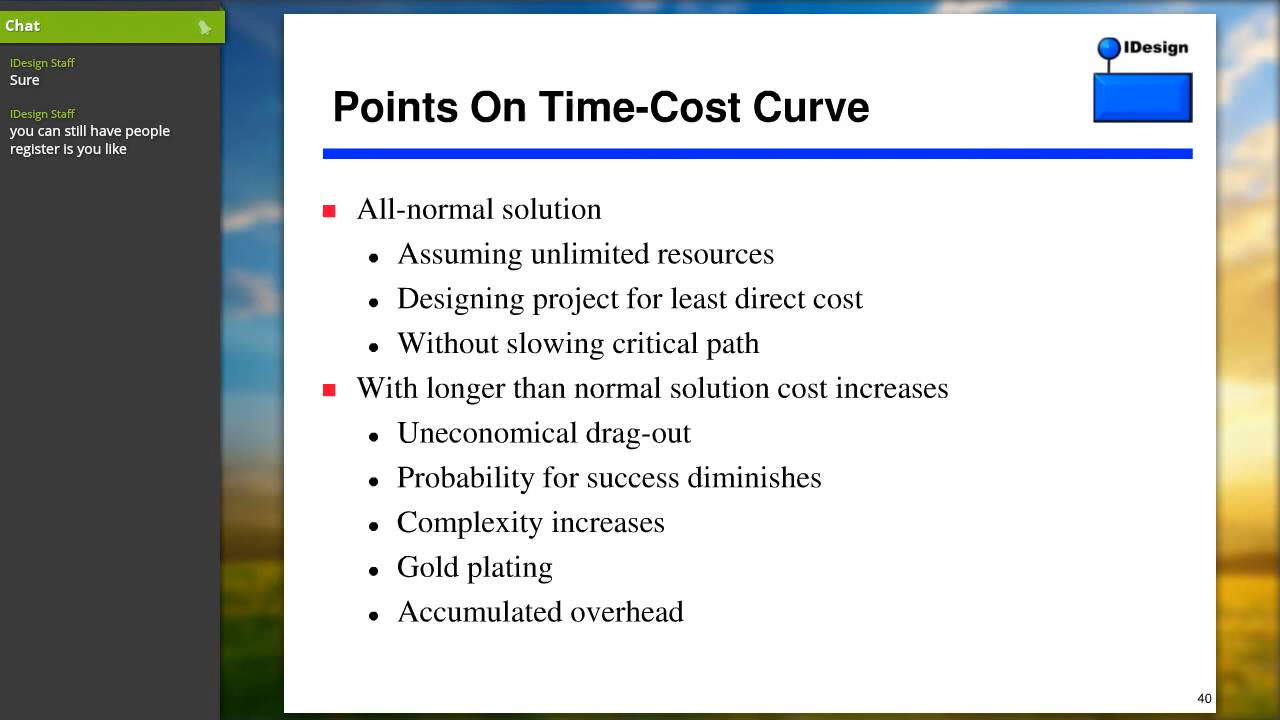 Chat
IDesign Staff
Sure
IDesign Staff
you can still have people
register is you like
IDesign
Points On Time-Cost Curve
All-normal solution
Assuming unlimited resources
Designing project for least direct cost
Without slowing critical path
With longer than normal solution cost increases
Uneconomical drag-out
Probability for success diminishes
Complexity increases
Gold plating
Accumulated overhead
40